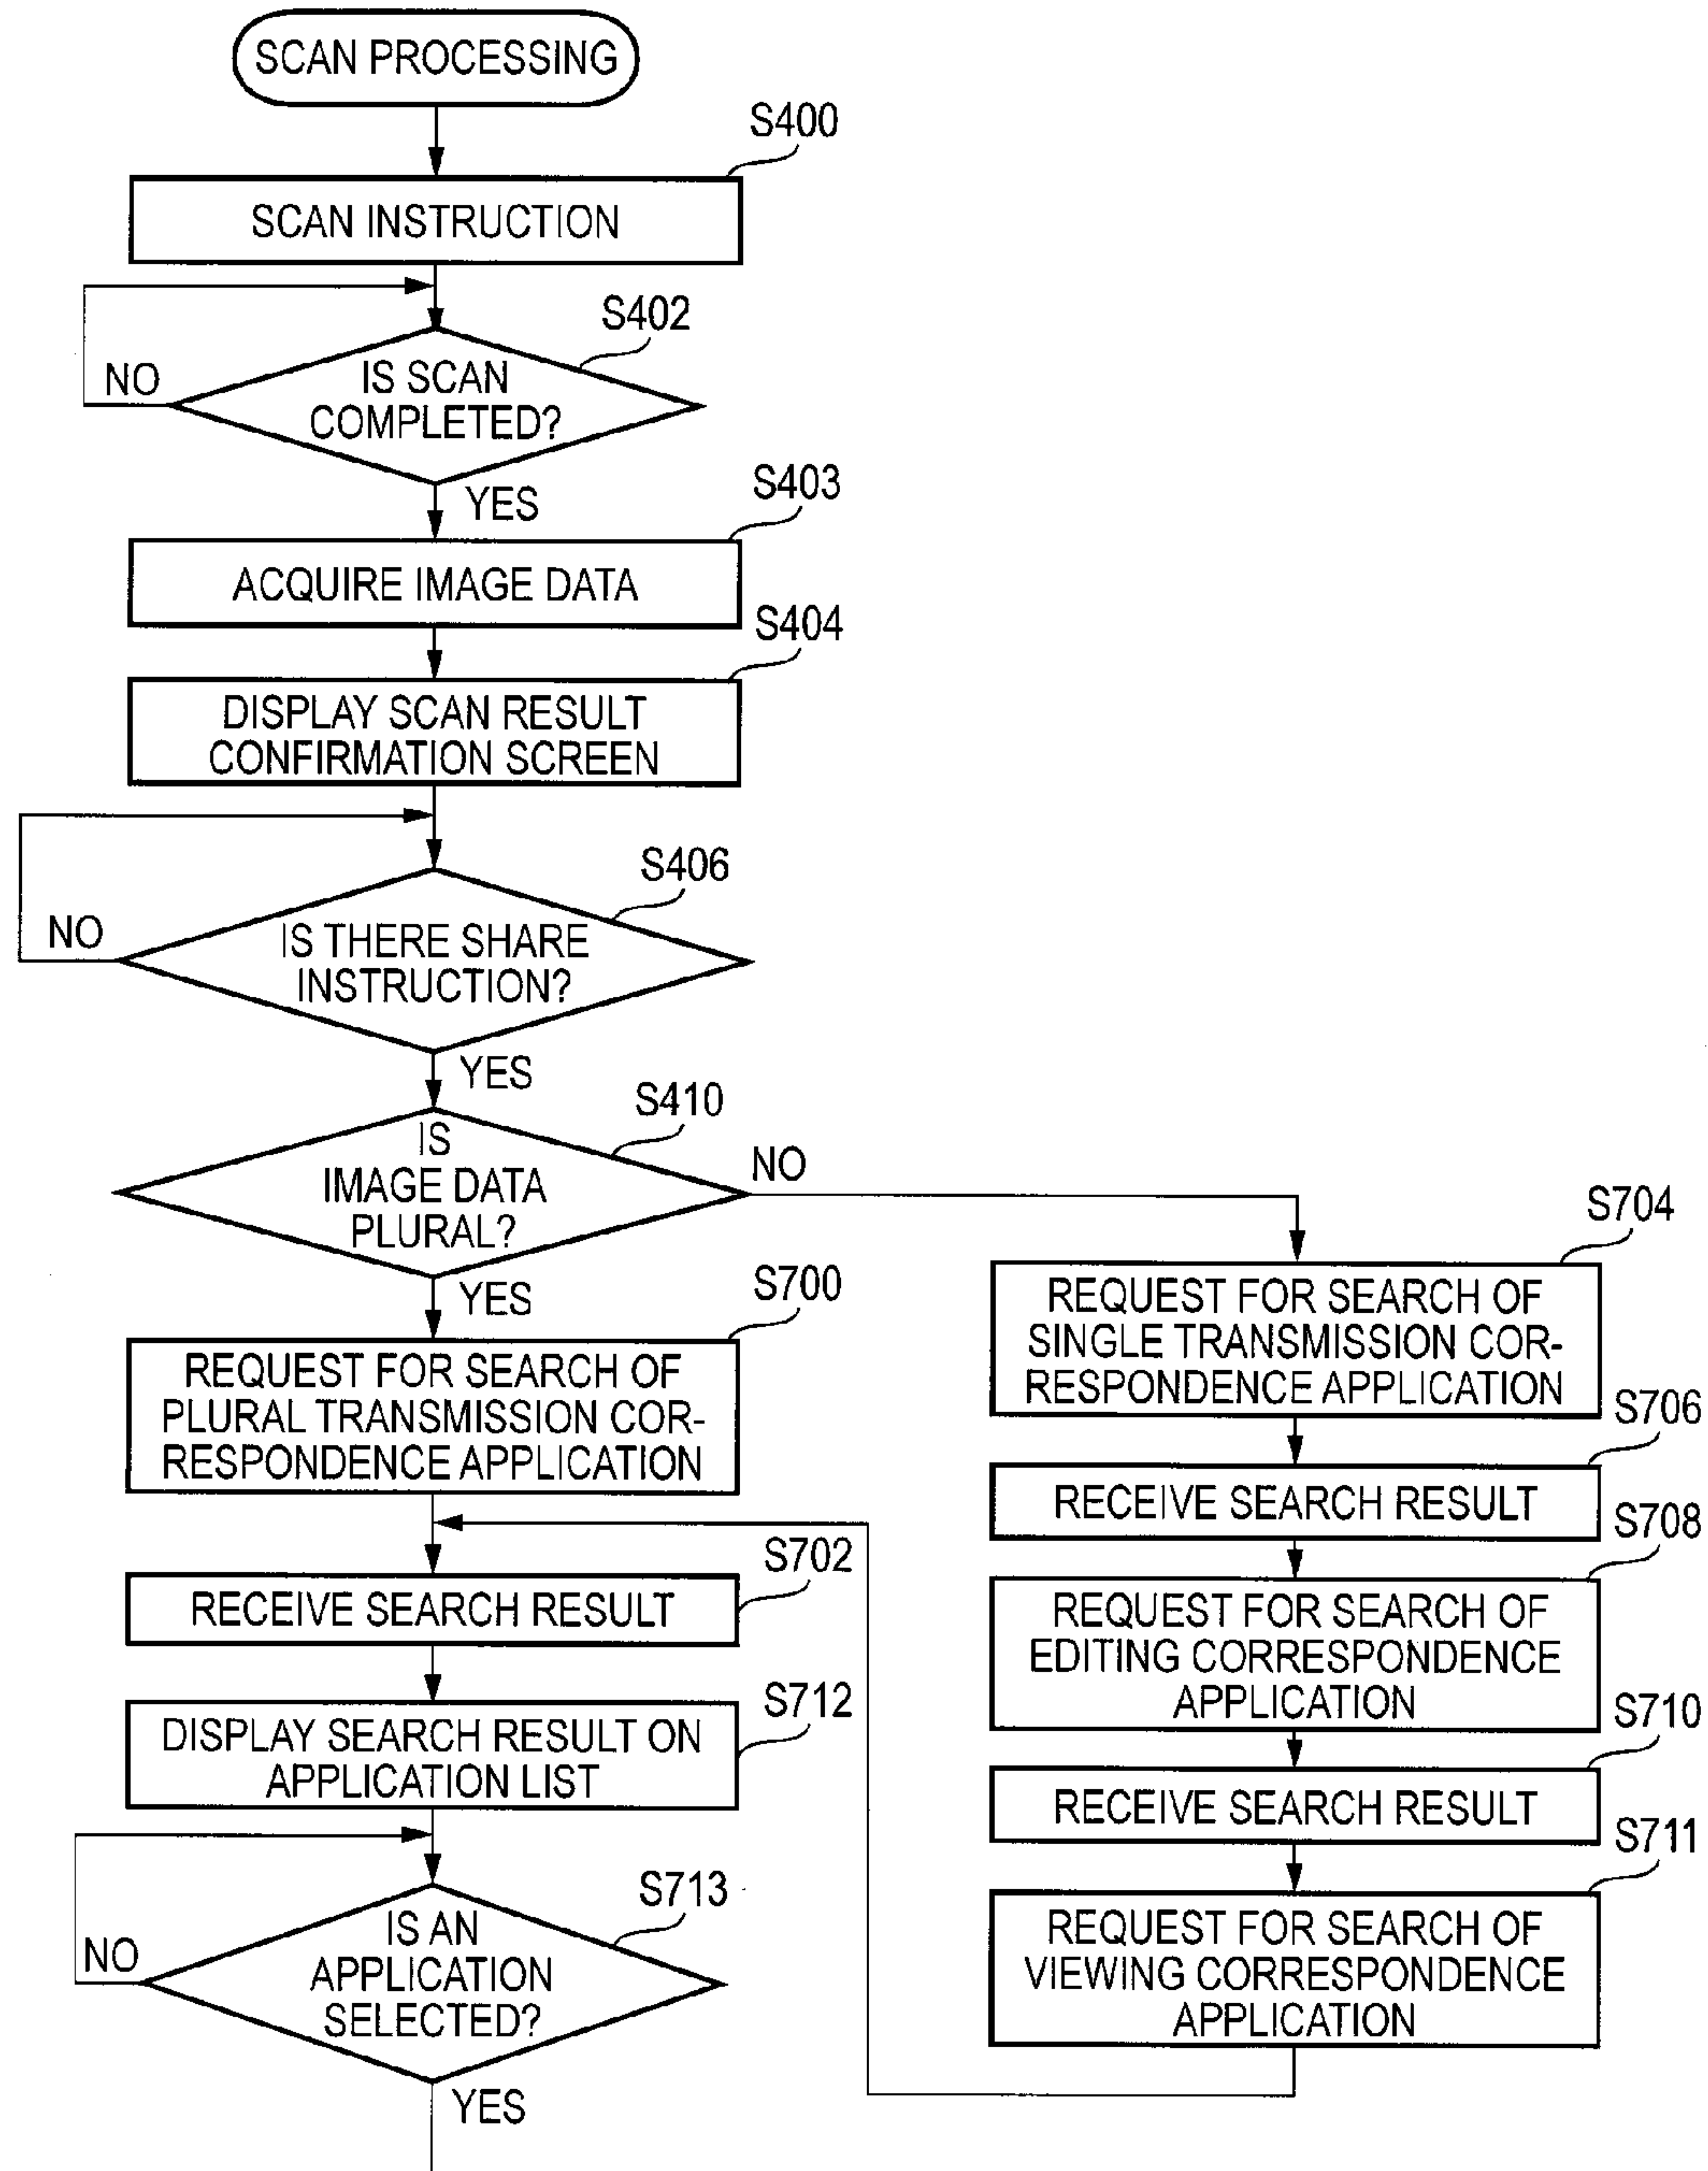 SCAN PROCESSING
S400
SCAN INSTRUCTION
S402
IS SCAN
COMPLETED?
NO
YES
S403
ACQUIRE IMAGE DATA
S404
DISPLAY SCAN RESULT
CONFIRMATION SCREEN
S406
IS THERE SHARE
INSTRUCTION?
NO
YES
S410
IS
IMAGE DATA
PLURAL?
NO
YES
S700
REQUEST FOR SEARCH OF
PLURAL TRANSMISSION COR-
RESPONDENCE APPLICATION
S702
RECEIVE SEARCH RESULT
S712
DISPLAY SEARCH RESULT ON
APPLICATION LIST
S713
IS AN
APPLICATION
SELECTED?
NO
YES
S704
REQUEST FOR SEARCH OF
SINGLE TRANSMISSION COR-
RESPONDENCE APPLICATION
S706
RECEIVE SEARCH RESULT
S708
REQUEST FOR SEARCH OF
EDITING CORRESPONDENCE
APPLICATION
S710
RECEIVE SEARCH RESULT
S711
REQUEST FOR SEARCH OF
VIEWING CORRESPONDENCE
APPLICATION